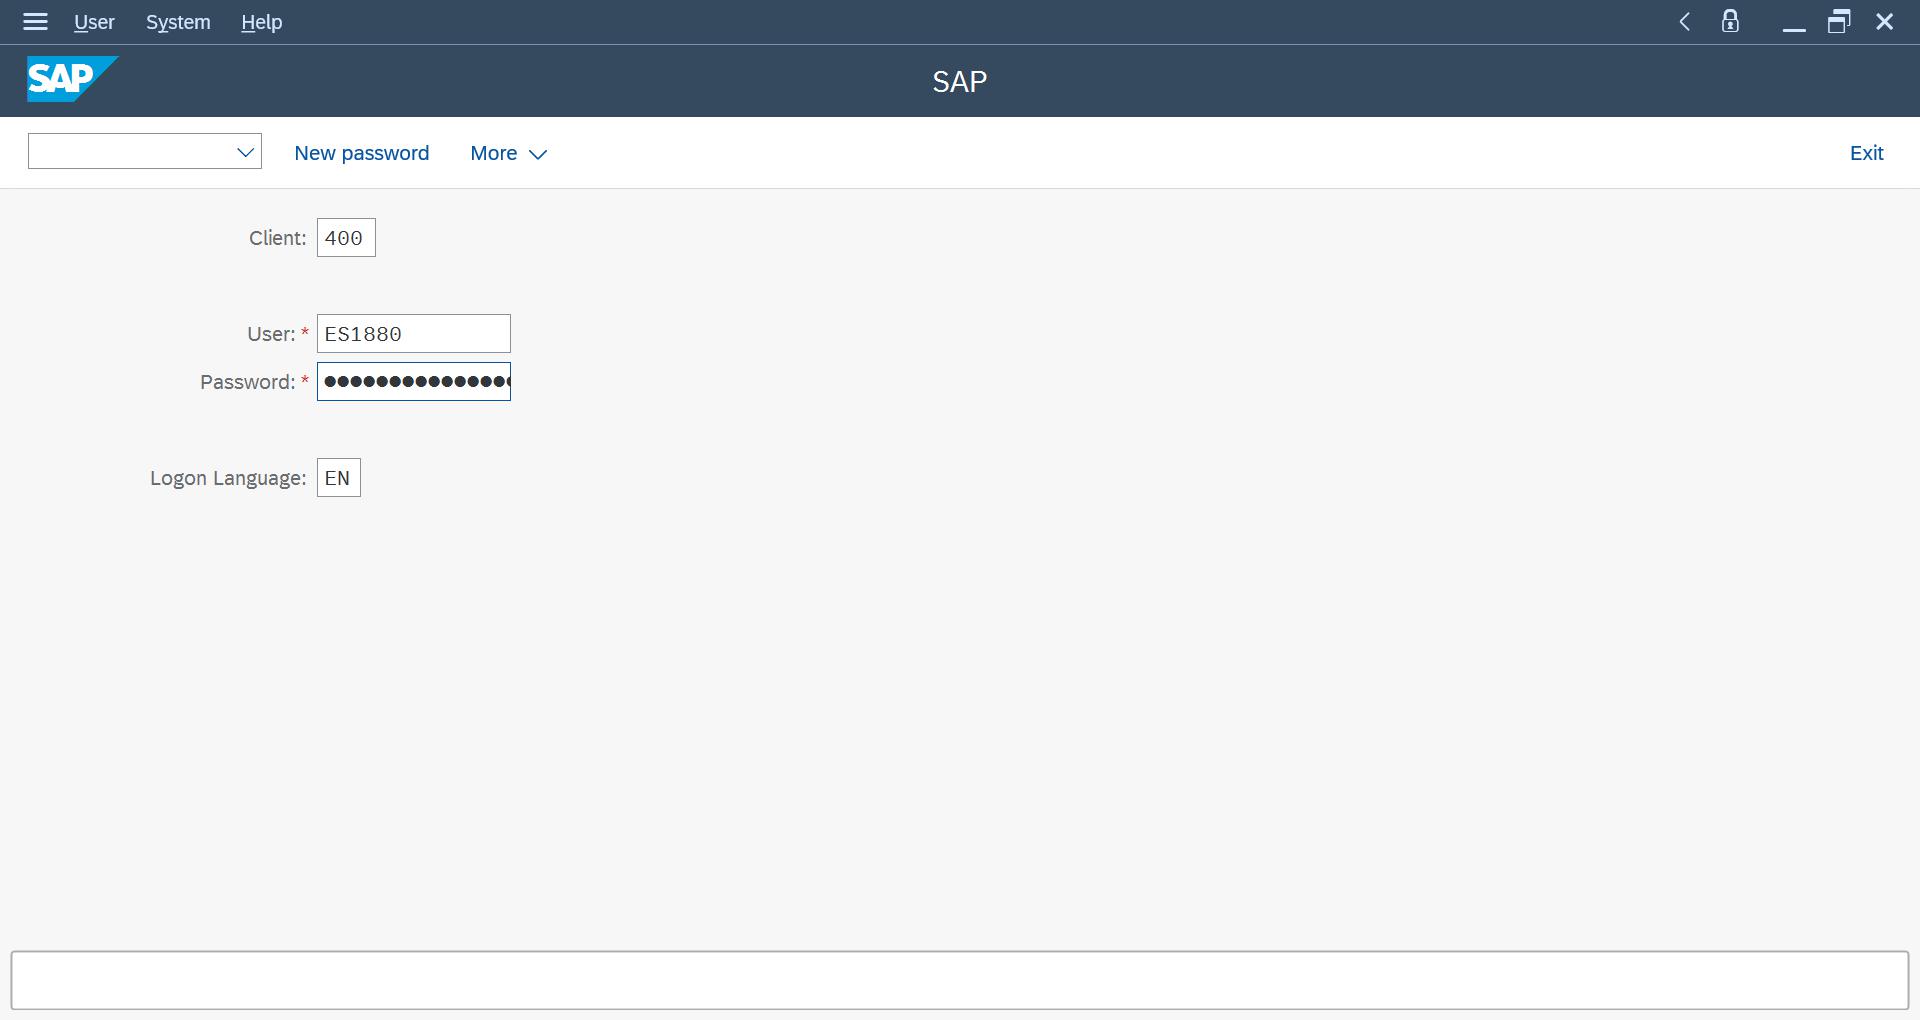 User System Help
SAP SAP
New password More Exit
Client: 400
User: * ES1880
Password: * ●●●●●●●●●●●●●●●
Logon Language: EN